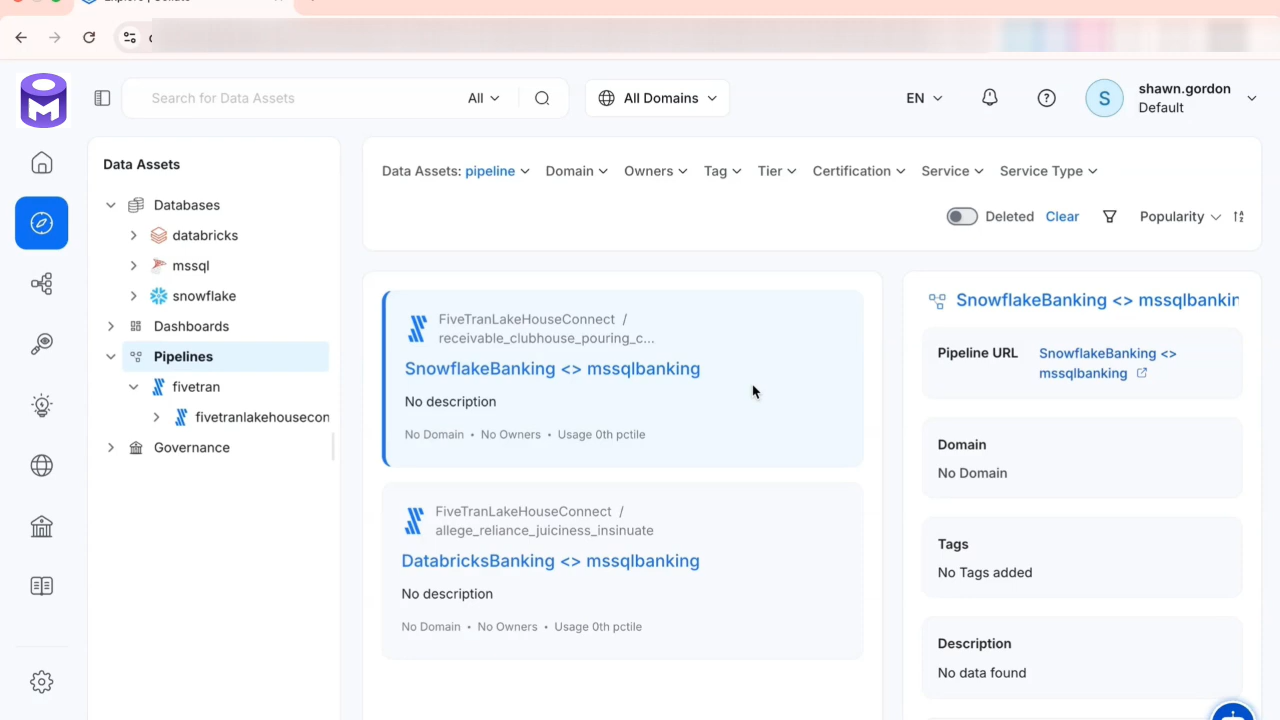 Search for Data Assets
All
All Domains
EN
S
shawn.gordon
Default
Data Assets
Databases
databricks
mssql
snowflake
Dashboards
Pipelines
fivetran
fivetranlakehousecon
Governance
Data Assets: pipeline Domain Owners Tag Tier Certification Service Service Type
Deleted Clear Popularity
FiveTranLakeHouseConnect /
receivable_clubhouse_pouring_c...
SnowflakeBanking <> mssqlbanking
No description
No Domain • No Owners • Usage 0th pctile
FiveTranLakeHouseConnect /
allege_reliance_juiciness_insinuate
DatabricksBanking <> mssqlbanking
No description
No Domain • No Owners • Usage 0th pctile
SnowflakeBanking <> mssqlbankin
Pipeline URL SnowflakeBanking <>
mssqlbanking
Domain
No Domain
Tags
No Tags added
Description
No data found